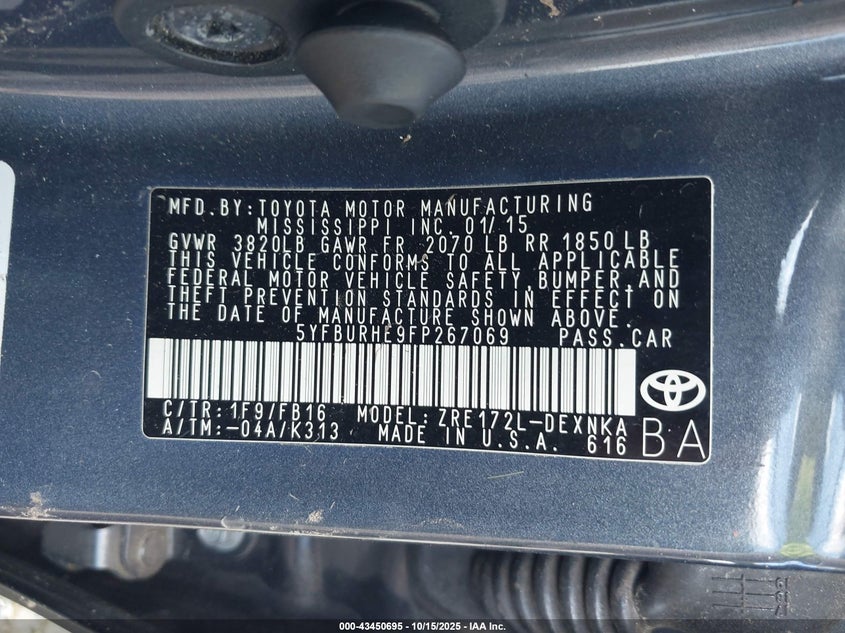 MFD. BY: TOYOTA MOTOR MANUFACTURING
MISSISSIPPI INC. 01/15
GVWR 3820LB GAWR FR 2070 LB RR 1850 LB
THIS VEHICLE CONFORMS TO ALL APPLICABLE
FEDERAL MOTOR VEHICLE SAFETY, BUMPER, AND
THEFT PREVENTION STANDARDS IN EFFECT ON
THE DATE OF MANUFACTURE SHOWN ABOVE.
5YFBURHE9FP267069 PASS. CAR
C/TR: 1F9/FB16 MODEL: ZRE172L-DEXNKA
A/TM: -04A/K313 MADE IN U.S.A. 616
BA
000-43450695 - 10/15/2025 - IAA Inc.